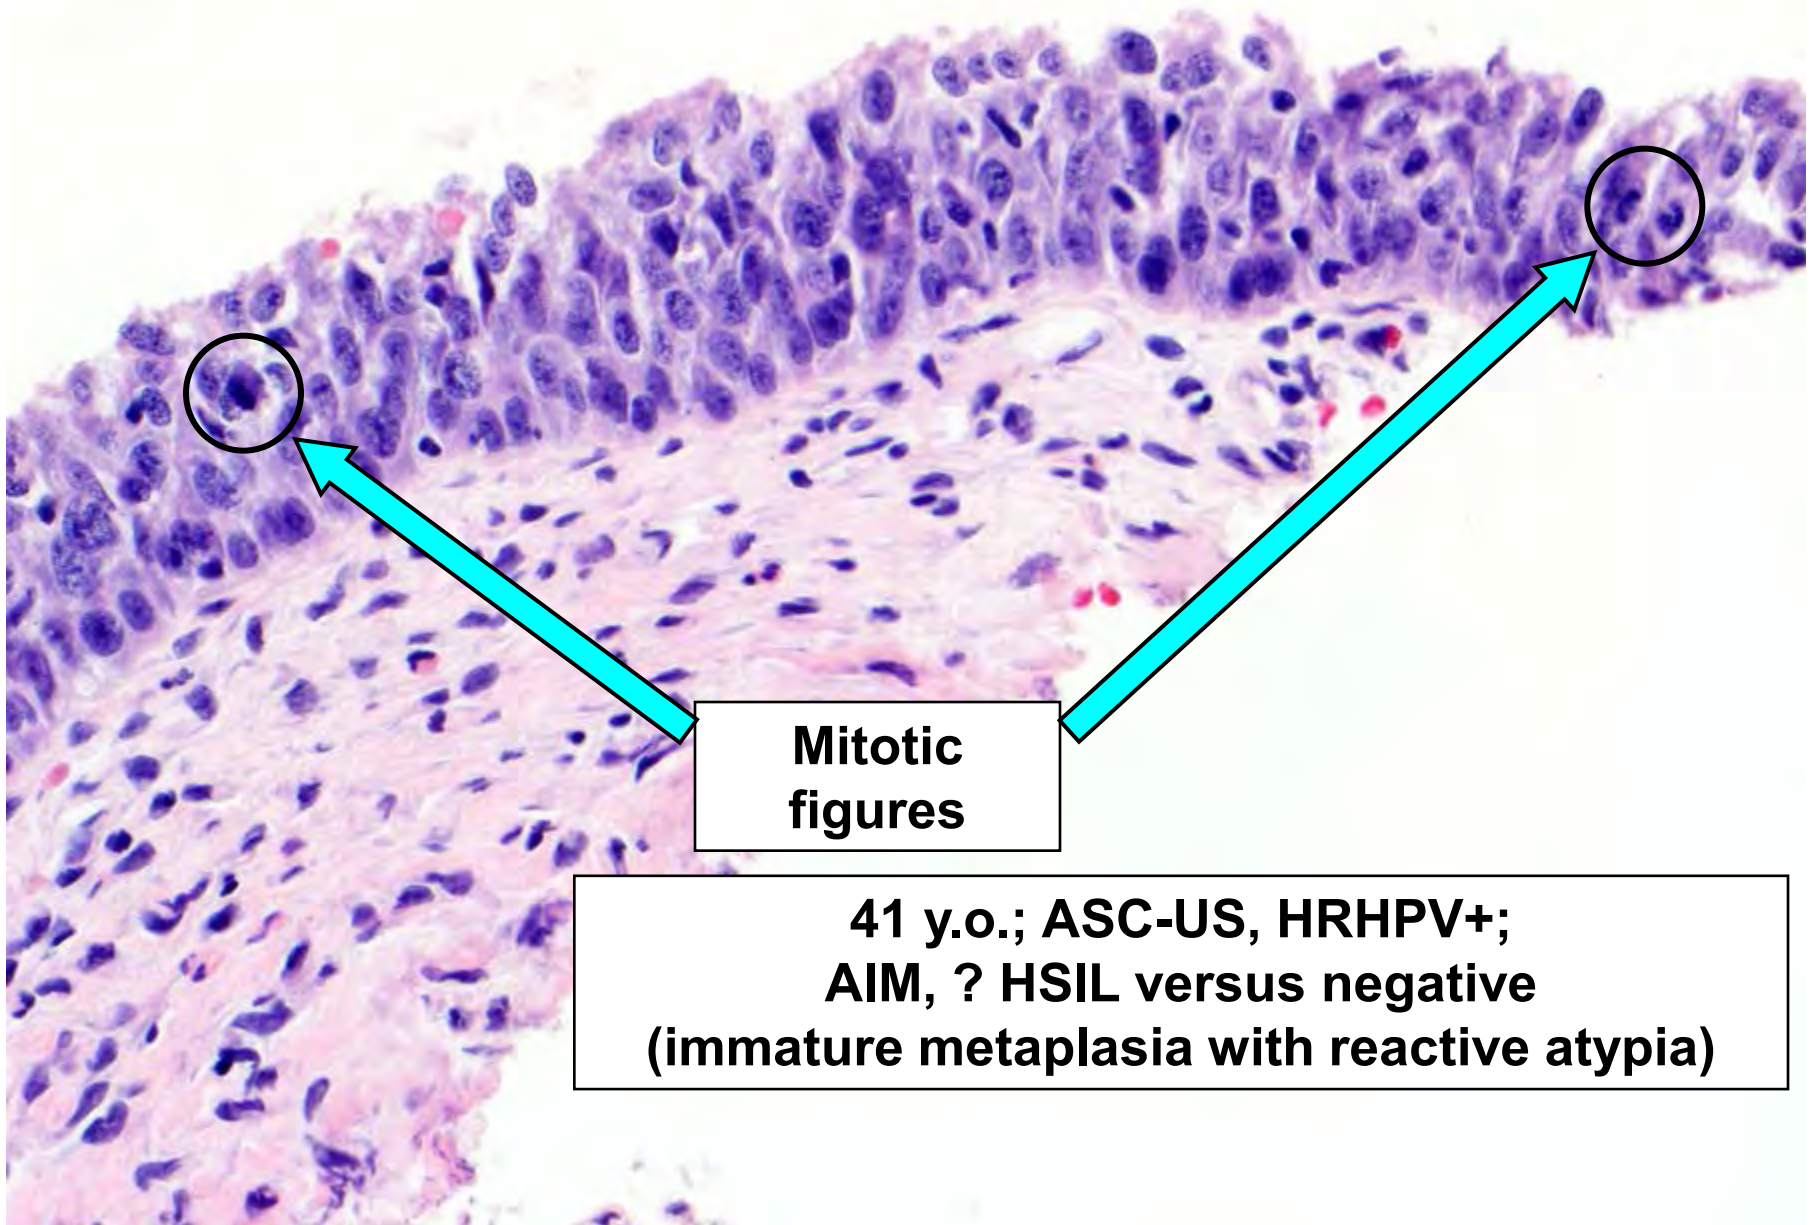 Mitotic
figures
41 y.o.; ASC-US, HRHPV+;
AIM, ? HSIL versus negative
(immature metaplasia with reactive atypia)